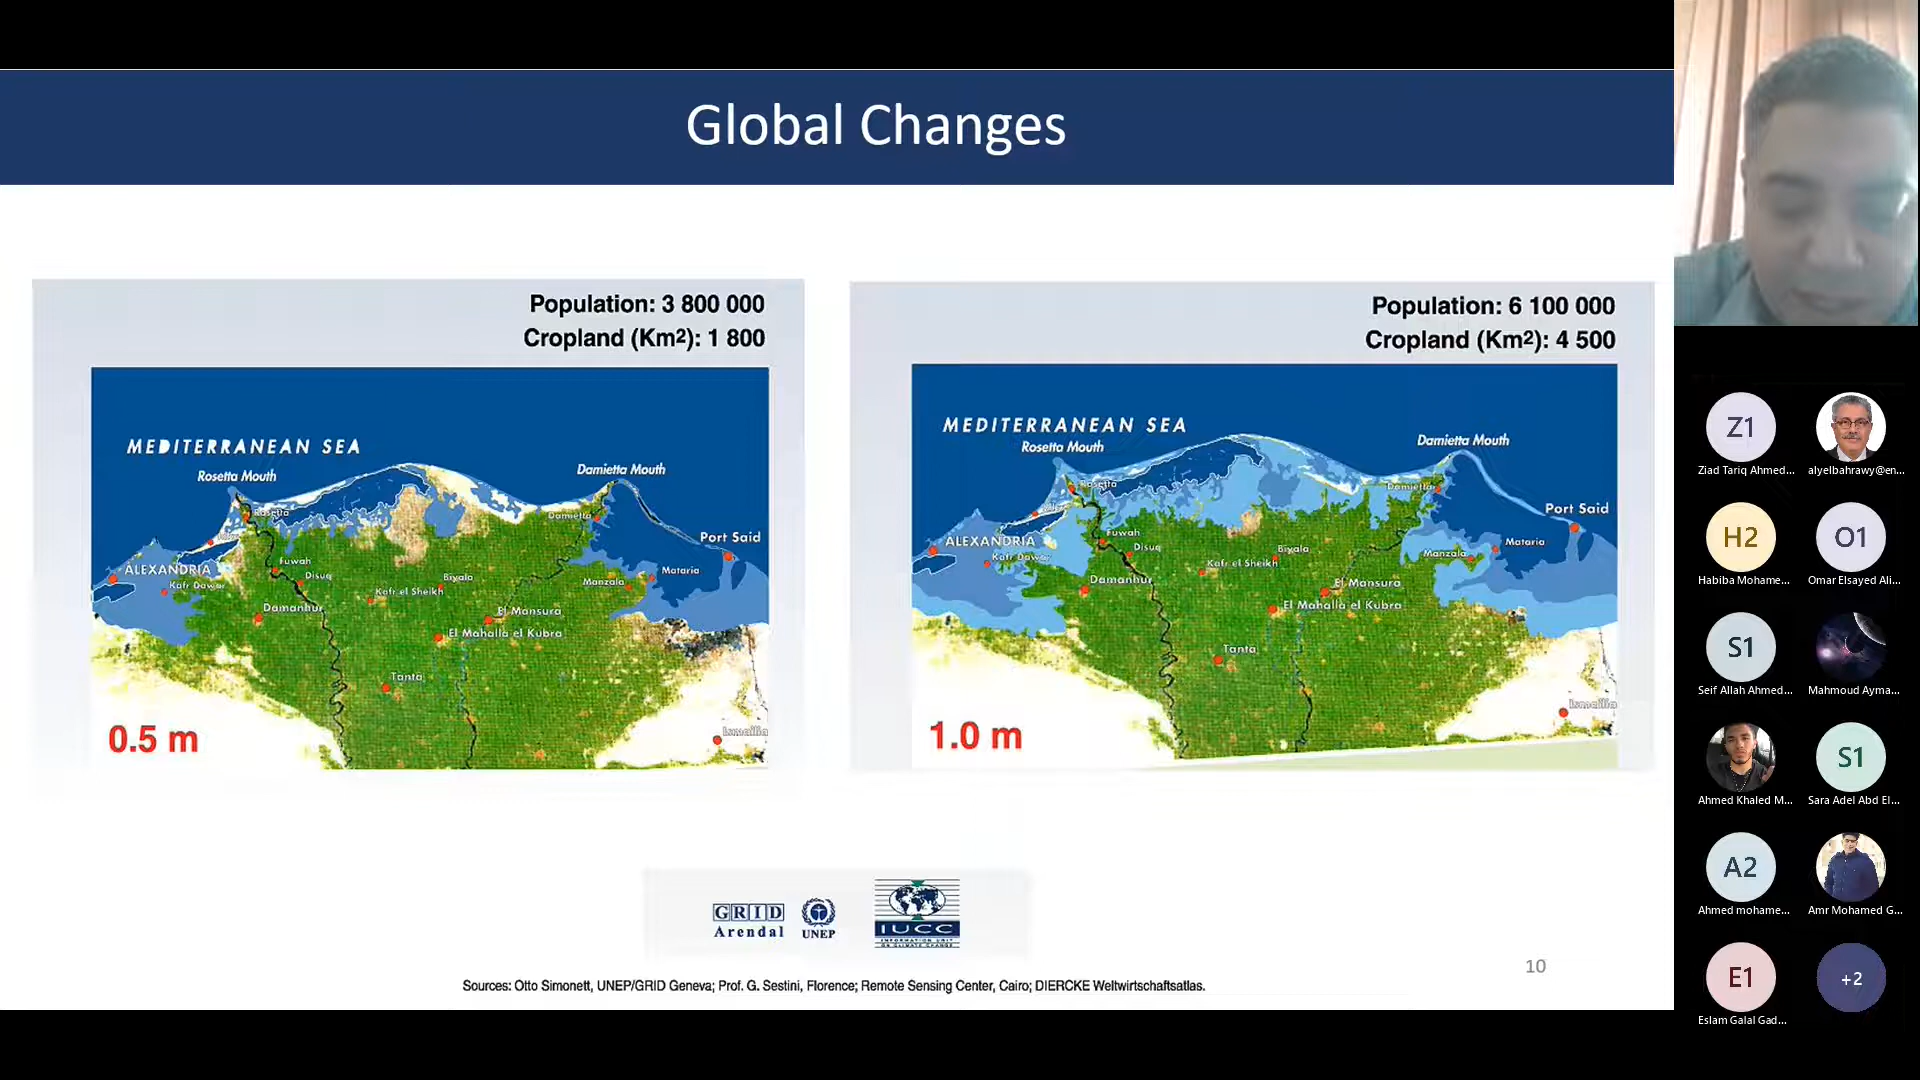 Global Changes
Population: 3 800 000
Cropland (Km²): 1 800
MEDITERRANEAN SEA
Rosetta Mouth
Damietta Mouth
Rosetta
Damietta
Port Said
ALEXANDRIA
Fuwah
Disuq
Mataria
Kafr Dawar
Kafr el Sheikh
Biyala
Manzala
Damanhur
El Mansura
El Mahalla el Kubra
Tanta
Ismailia
0.5 m
Population: 6 100 000
Cropland (Km²): 4 500
MEDITERRANEAN SEA
Rosetta Mouth
Damietta Mouth
Rosetta
Damietta
Port Said
ALEXANDRIA
Fuwah
Disuq
Biyala
Mataria
Kafr Dawar
Kafr el Sheikh
Manzala
Damanhur
El Mansura
El Mahalla el Kubra
Tanta
Ismailia
1.0 m
GRID
Arendal
UNEP
IUCC
INFORMATION UNIT
ON CLIMATE CHANGE
10
Sources: Otto Simonett, UNEP/GRID Geneva; Prof. G. Sestini, Florence; Remote Sensing Center, Cairo; DIERCKE Weltwirtschaftsatlas.
Z1
Ziad Tariq Ahmed...
alyelbahrawy@en...
H2
Habiba Mohame...
O1
Omar Elsayed Ali...
S1
Seif Allah Ahmed...
Mahmoud Ayma...
Ahmed Khaled M...
S1
Sara Adel Abd El...
A2
Ahmed mohame...
Amr Mohamed G...
E1
Eslam Galal Gad...
+2